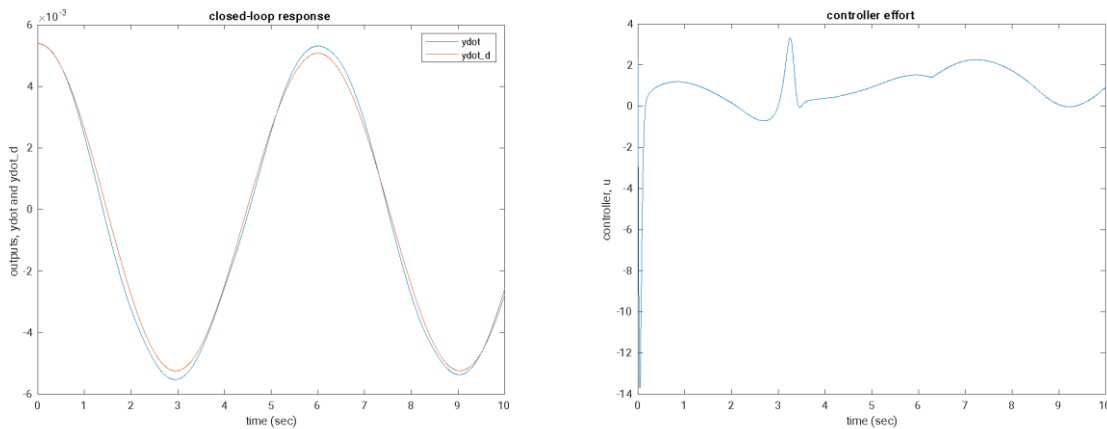 closed-loop response
×10⁻³
6
4
2
0
-2
-4
-6
outputs, ydot and ydot_d
ydot
ydot_d
0 1 2 3 4 5 6 7 8 9 10
time (sec)
controller effort
4
2
0
-2
-4
-6
-8
-10
-12
-14
controller, u
0 1 2 3 4 5 6 7 8 9 10
time (sec)